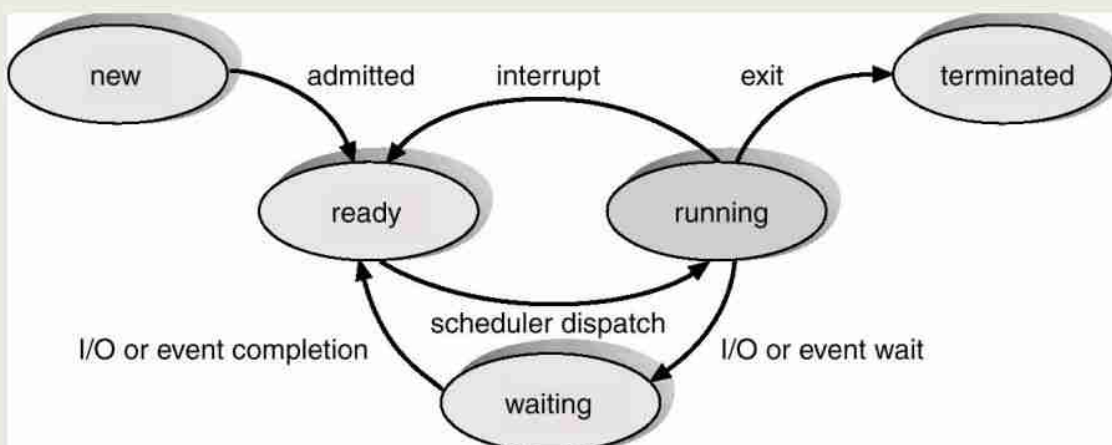 new
admitted
interrupt
exit
terminated
ready
running
scheduler dispatch
I/O or event completion
I/O or event wait
waiting